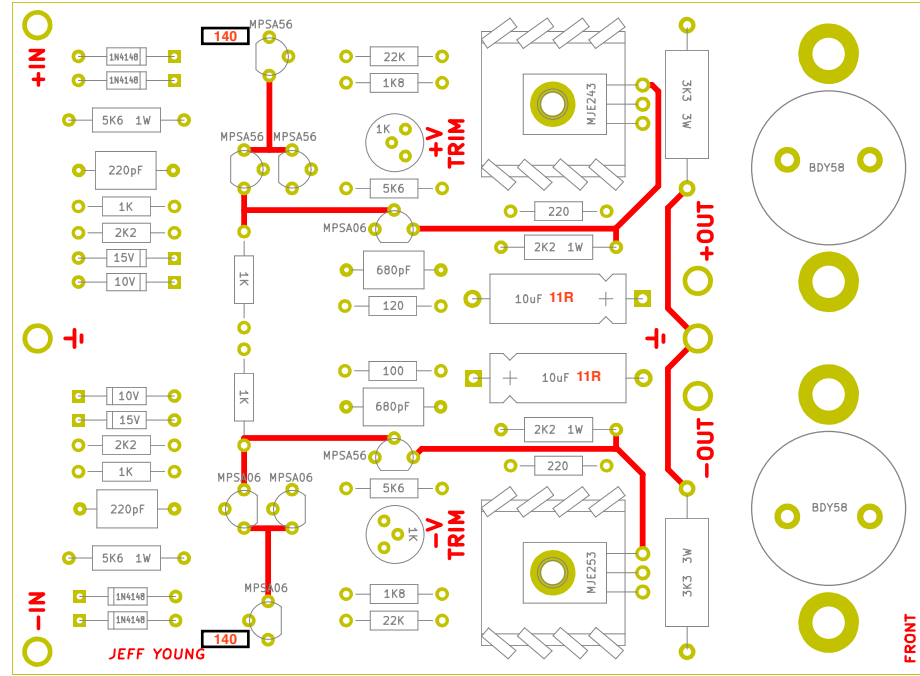 +IN
1N4148
1N4148
5K6 1W
220pF
1K
2K2
15V
10V
140
MPSA56
MPSA56
MPSA56
1K
22K
1K8
1K
+V
TRIM
5K6
MPSA06
680pF
120
MJE243
220
2K2 1W
10uF 11R
3K3 3W
+OUT
BDY58
10V
15V
2K2
1K
220pF
5K6 1W
1N4148
1N4148
-IN
JEFF YOUNG
1K
MPSA06
MPSA06
MPSA06
140
100
680pF
MPSA56
5K6
1K
-V
TRIM
1K8
22K
10uF 11R
2K2 1W
220
MJE253
-OUT
3K3 3W
BDY58
FRONT